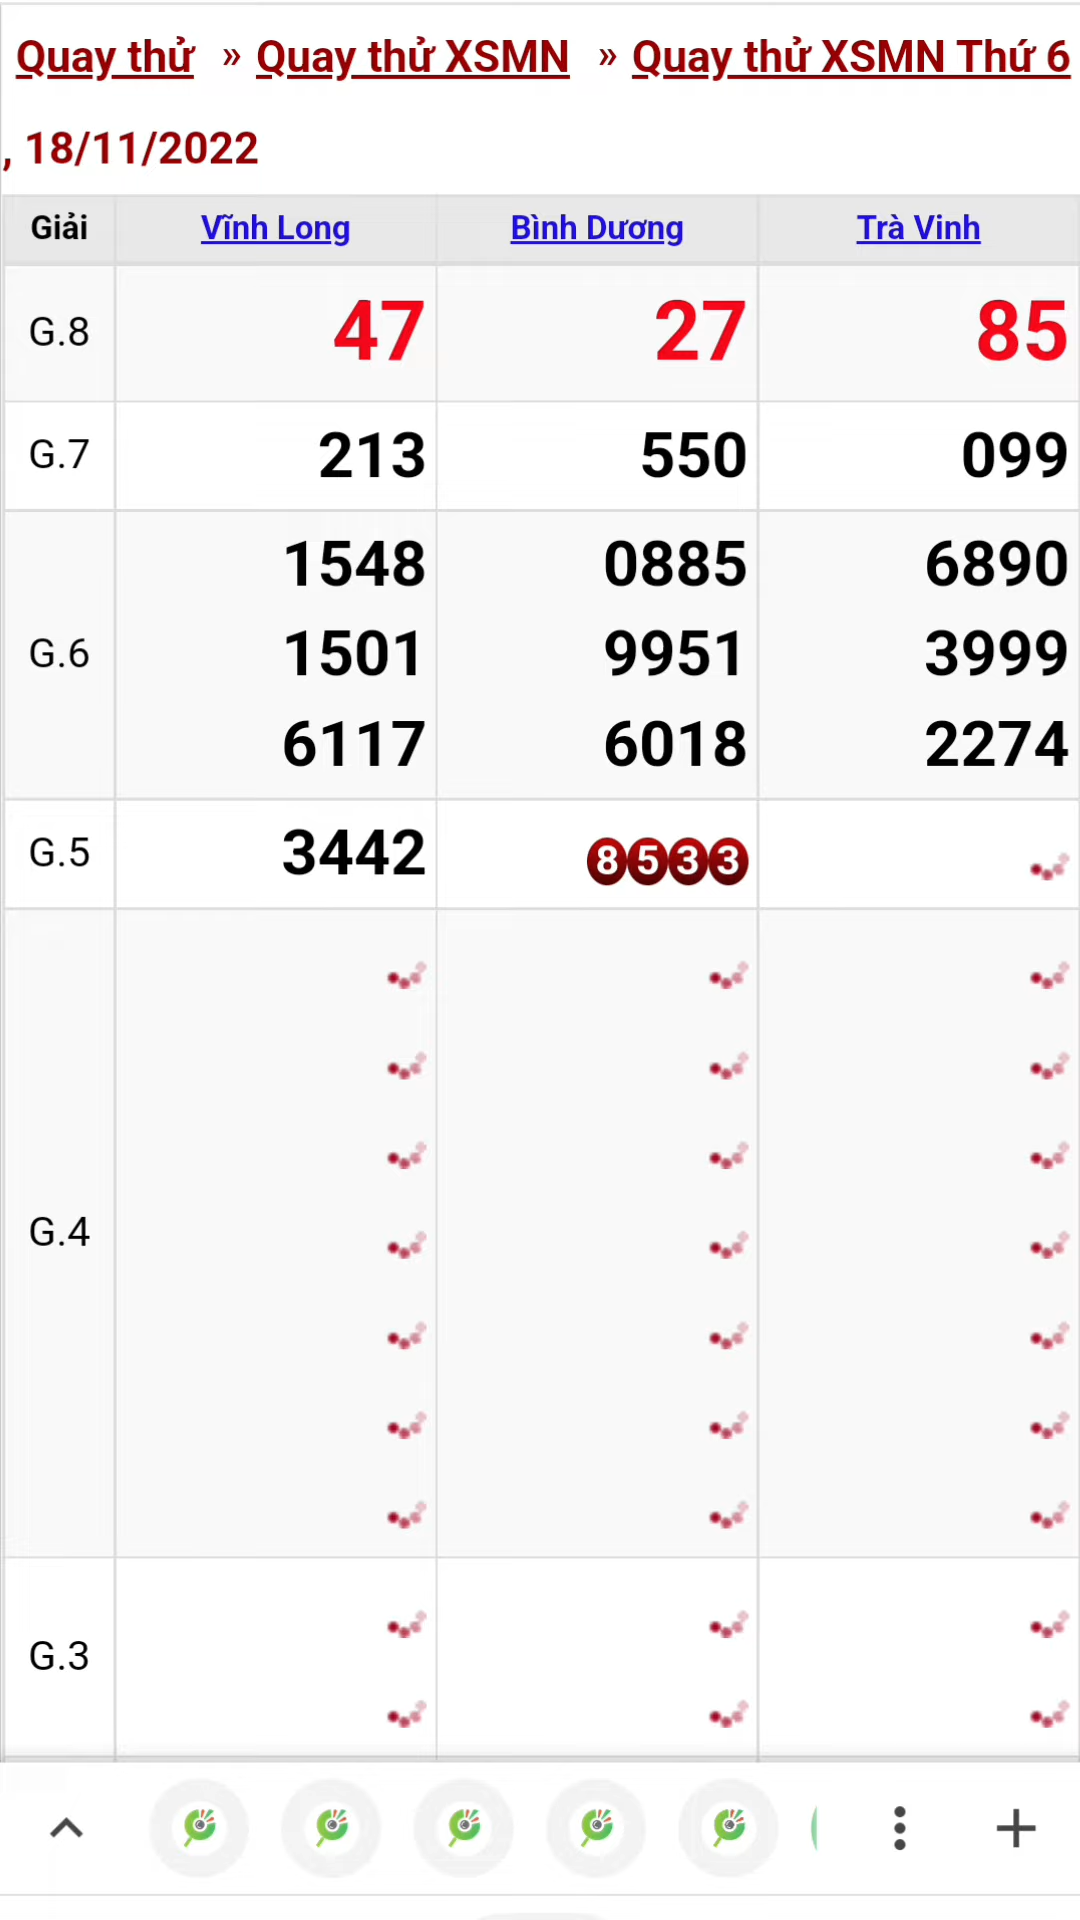 Quay thử » Quay thử XSMN » Quay thử XSMN Thứ 6
, 18/11/2022
Giải Vĩnh Long Bình Dương Trà Vinh
G.8 47 27 85
G.7 213 550 099
1548 0885 6890
G.6 1501 9951 3999
6117 6018 2274
G.5 3442 8533
G.4
G.3